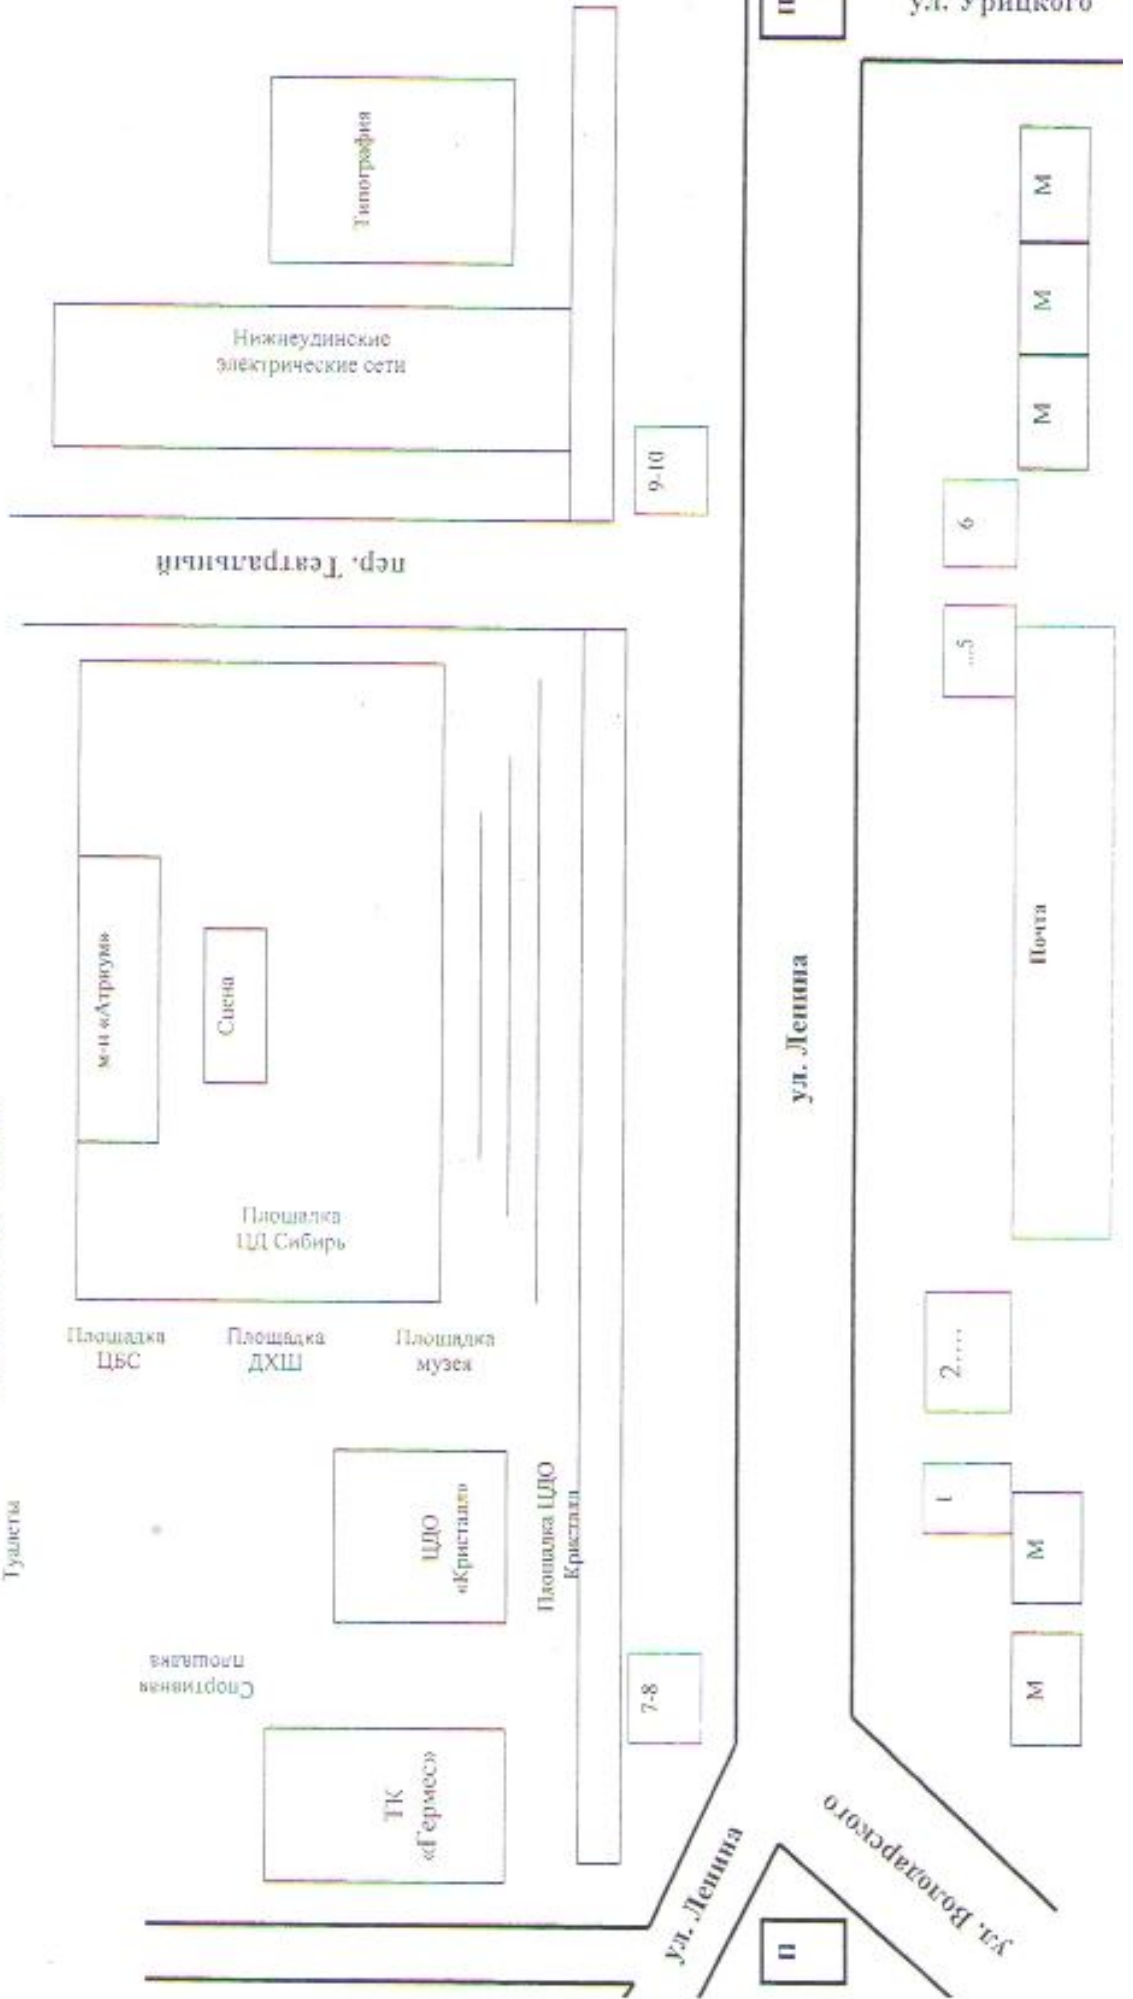 ул. Урицкого
П
Типография
Нижнеудинские
электрические сети
9-10
пер. Театральный
М
М
М
6
...5
м-н «Атриум»
Сцена
Площадка
ЦД Сибирь
ул. Ленина
Почта
Площадка
ЦБС
Площадка
ДХШ
Площадка
музея
2.....
1
М
М
Туалеты
ЦДО
«Кристалл»
Площадка ЦДО
Кристалл
Спортивная
площадка
7-8
ТК
«Гермес»
ул. Ленина
ул. Володарского
П